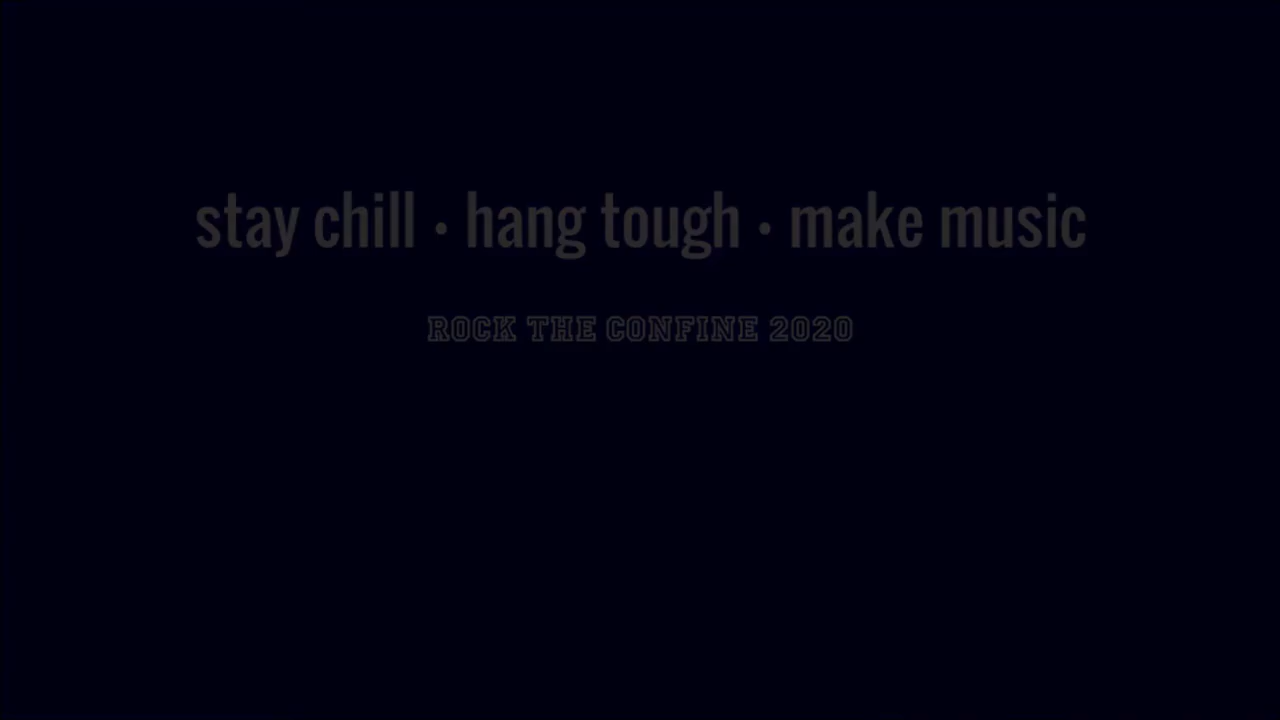 stay chill • hang tough • make music
ROCK THE CONFINE 2020